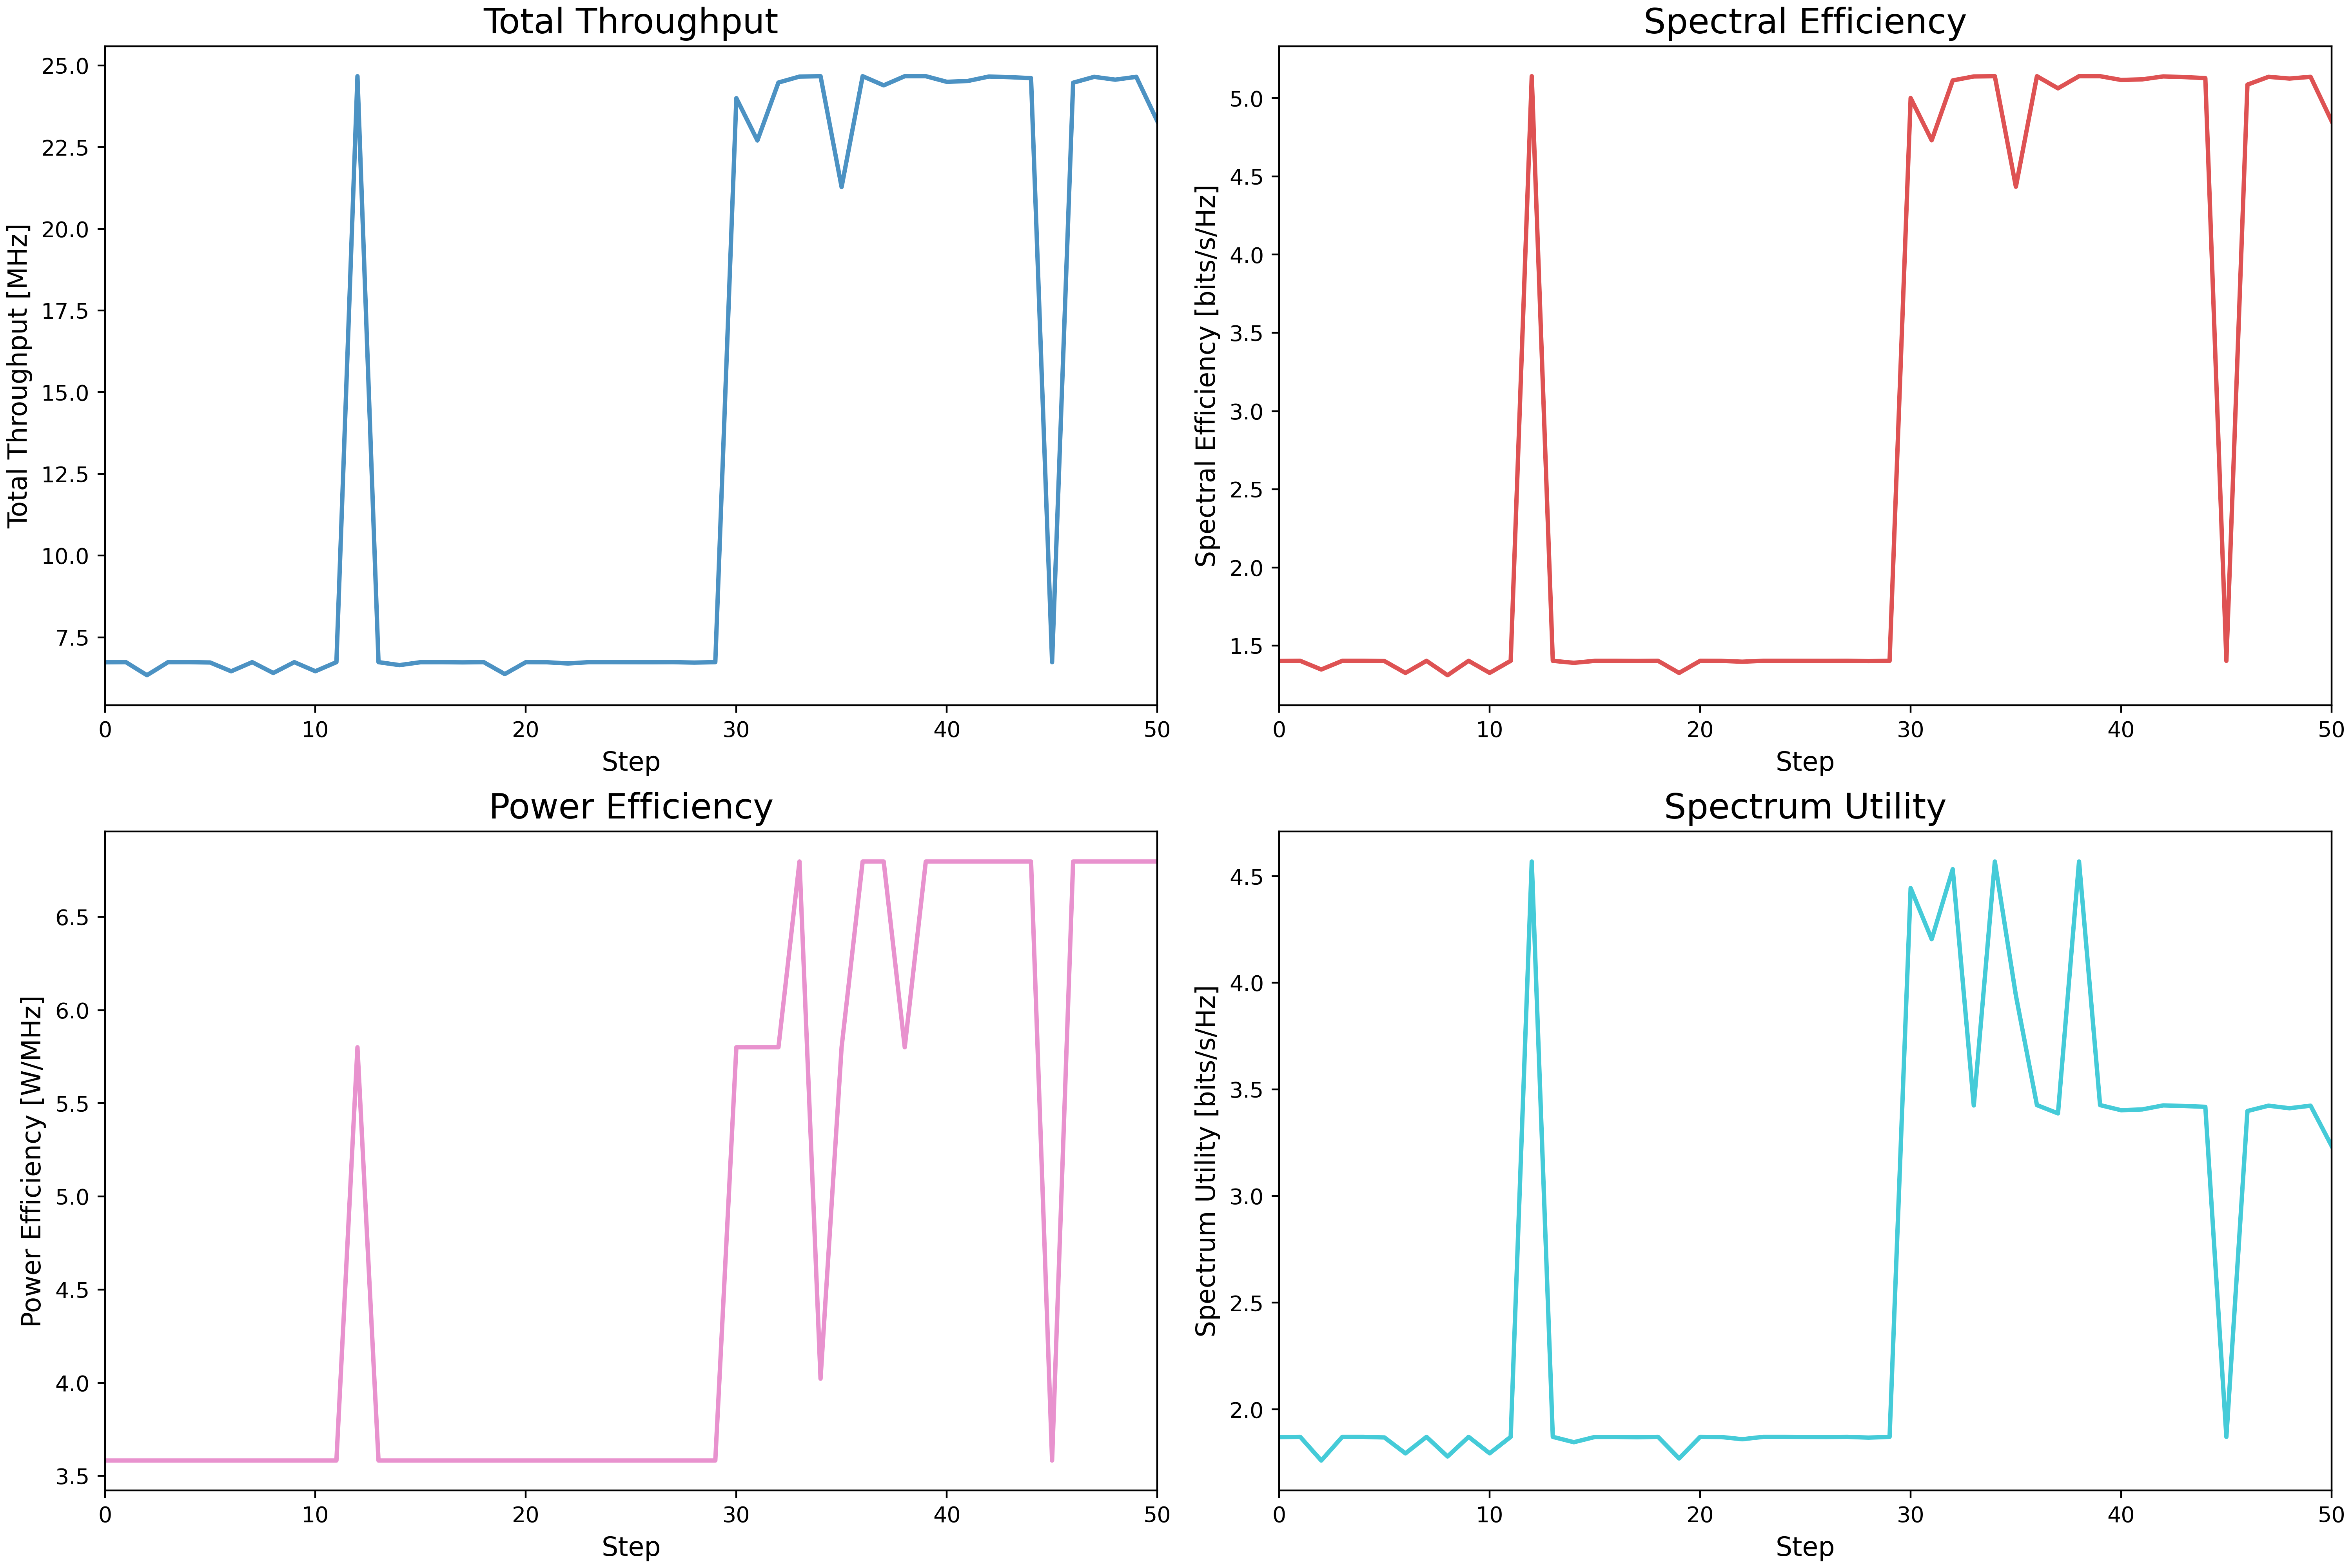 Total Throughput
Total Throughput [MHz]
25.0
22.5
20.0
17.5
15.0
12.5
10.0
7.5
0 10 20 30 40 50
Step
Spectral Efficiency
Spectral Efficiency [bits/s/Hz]
5.0
4.5
4.0
3.5
3.0
2.5
2.0
1.5
0 10 20 30 40 50
Step
Power Efficiency
Power Efficiency [W/MHz]
6.5
6.0
5.5
5.0
4.5
4.0
3.5
0 10 20 30 40 50
Step
Spectrum Utility
Spectrum Utility [bits/s/Hz]
4.5
4.0
3.5
3.0
2.5
2.0
0 10 20 30 40 50
Step